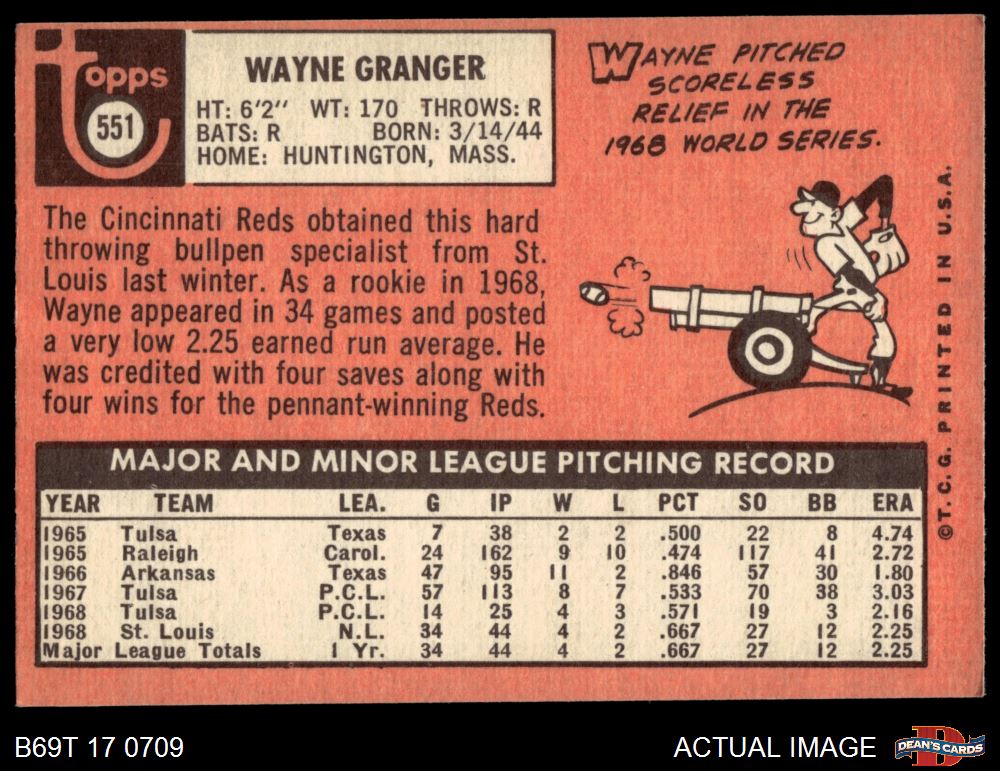 Topps
551
WAYNE GRANGER
HT: 6'2" WT: 170 THROWS: R
BATS: R BORN: 3/14/44
HOME: HUNTINGTON, MASS.
WAYNE PITCHED
SCORELESS
RELIEF IN THE
1968 WORLD SERIES.
The Cincinnati Reds obtained this hard
throwing bullpen specialist from St.
Louis last winter. As a rookie in 1968,
Wayne appeared in 34 games and posted
a very low 2.25 earned run average. He
was credited with four saves along with
four wins for the pennant-winning Reds.
©T.C.G. PRINTED IN U.S.A.
MAJOR AND MINOR LEAGUE PITCHING RECORD
YEAR TEAM LEA. G IP W L PCT SO BB ERA
1965 Tulsa Texas 7 38 2 2 .500 22 8 4.74
1965 Raleigh Carol. 24 162 9 10 .474 117 41 2.72
1966 Arkansas Texas 47 95 11 2 .846 57 30 1.80
1967 Tulsa P.C.L. 57 113 8 7 .533 70 38 3.03
1968 Tulsa P.C.L. 14 25 4 3 .571 19 3 2.16
1968 St. Louis N.L. 34 44 4 2 .667 27 12 2.25
Major League Totals 1 Yr. 34 44 4 2 .667 27 12 2.25
B69T 17 0709
ACTUAL IMAGE
DEAN'S CARDS